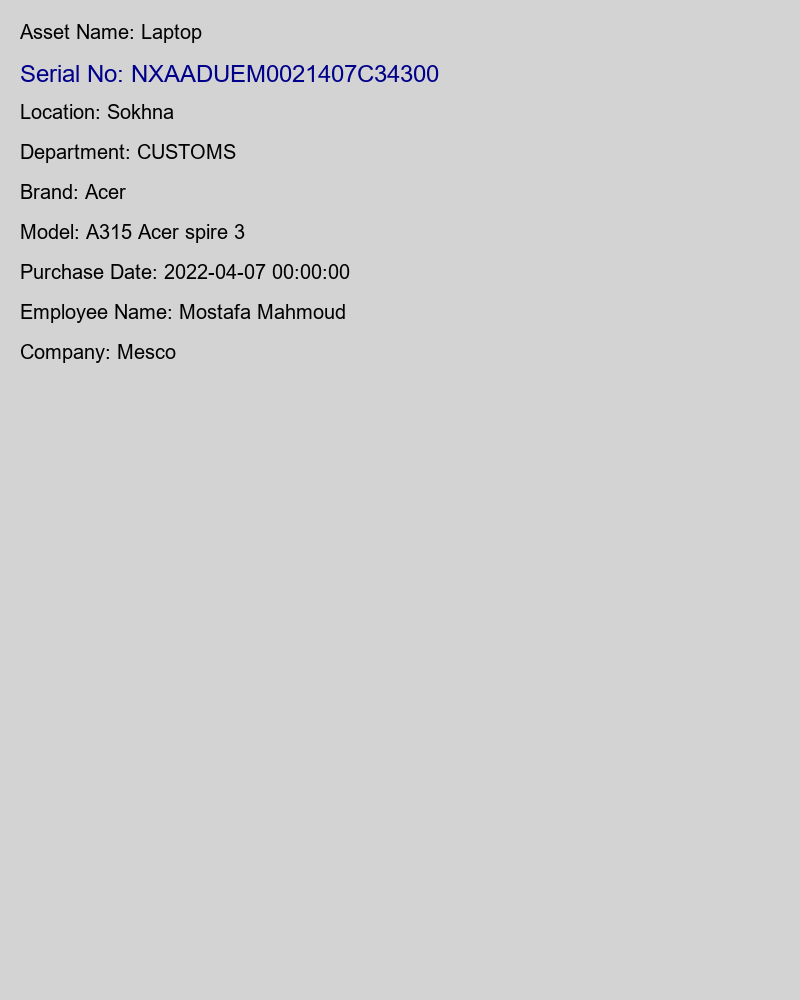 Asset Name: Laptop
Serial No: NXAADUEM0021407C34300
Location: Sokhna
Department: CUSTOMS
Brand: Acer
Model: A315 Acer spire 3
Purchase Date: 2022-04-07 00:00:00
Employee Name: Mostafa Mahmoud
Company: Mesco